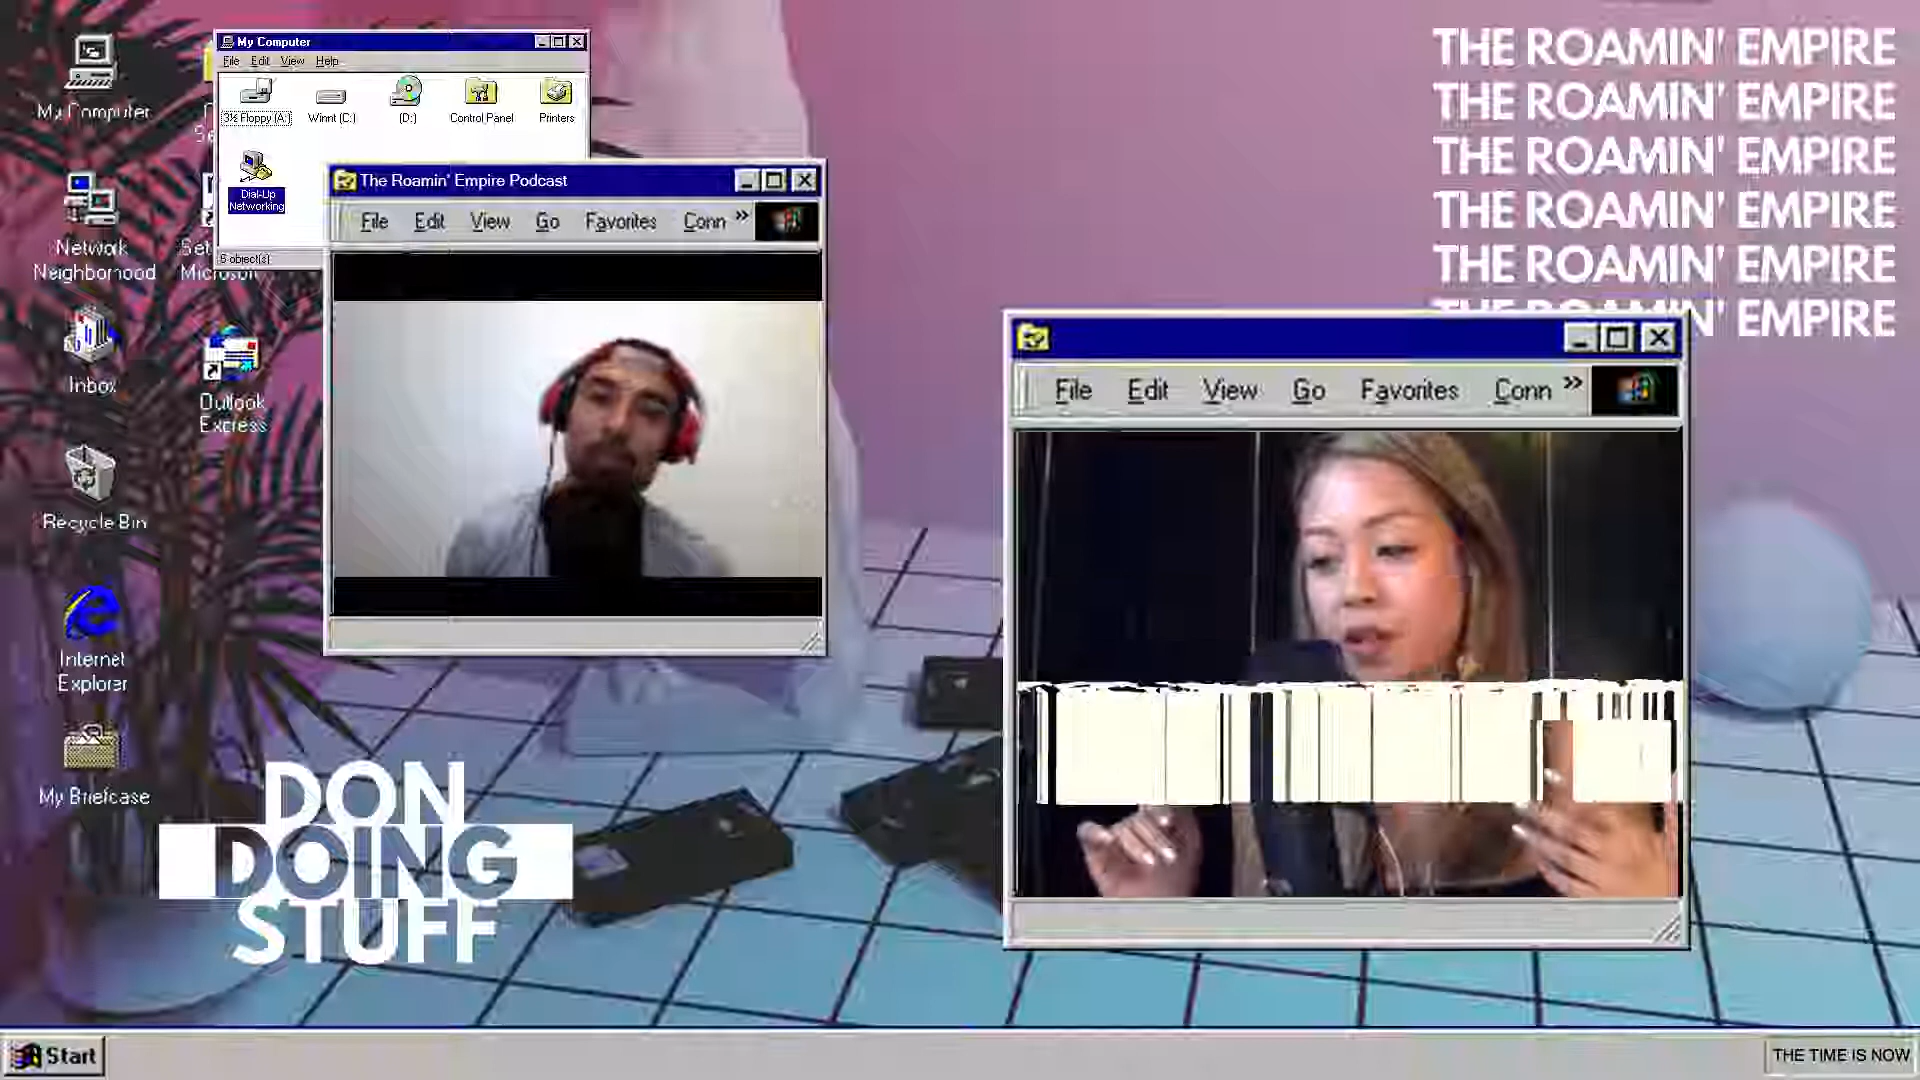 My Computer
Network
Neighborhood
Inbox
Recycle Bin
Internet
Explorer
My Briefcase
Outlook
Express
My Computer
File Edit View Help
3½ Floppy (A:)
Winnt (C:)
(D:)
Control Panel
Printers
Dial-Up
Networking
6 object(s)
The Roamin' Empire Podcast
File Edit View Go Favorites Conn »
THE ROAMIN' EMPIRE
THE ROAMIN' EMPIRE
THE ROAMIN' EMPIRE
THE ROAMIN' EMPIRE
THE ROAMIN' EMPIRE
THE ROAMIN' EMPIRE
File Edit View Go Favorites Conn »
DON
DOING
STUFF
Start
THE TIME IS NOW